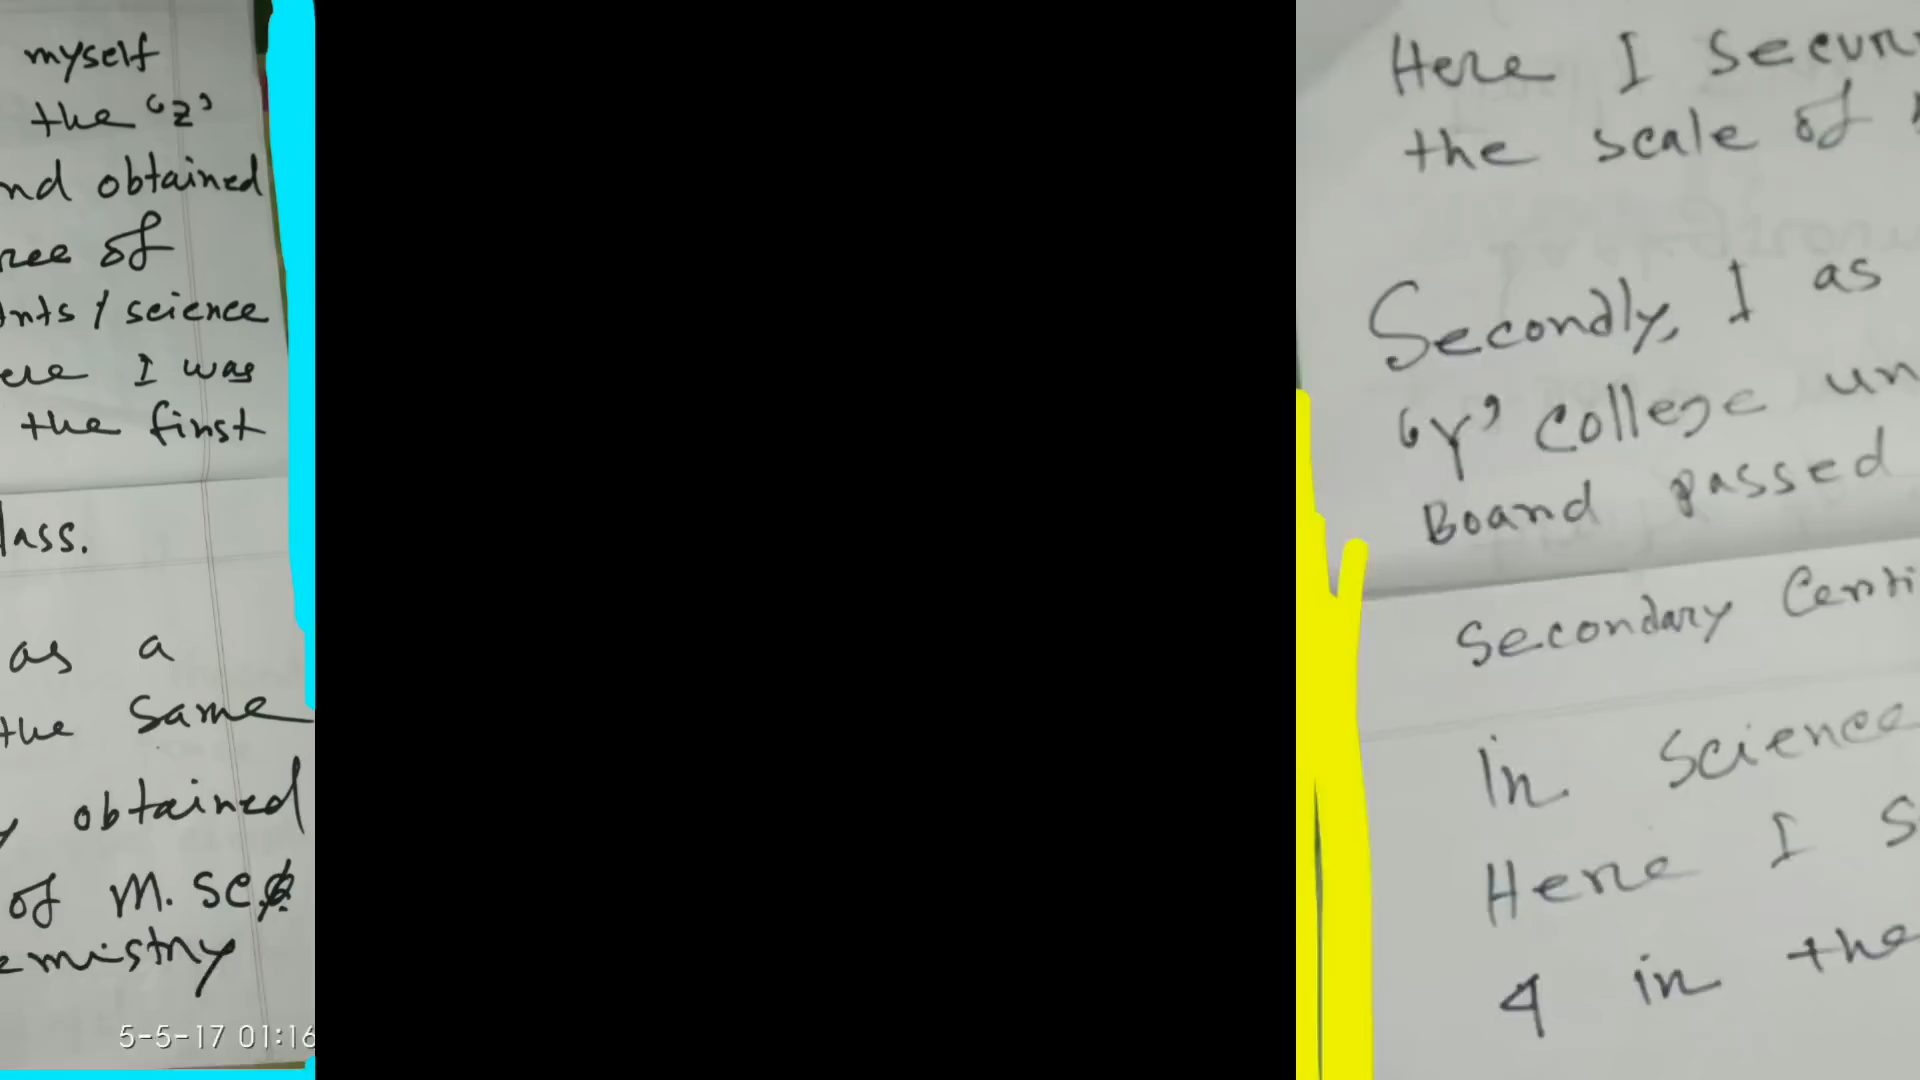 myself
the 'z'
nd obtained
ree of
Arts / science
ere I was
the first
lass.
as a
the same
y obtained
of M. Sc
emistry
5-5-17 01:16
Here I secur
the scale of
Secondly, I as
'Y' college un
Board passed
Secondary Certi
In Science
Here I S
4 in the